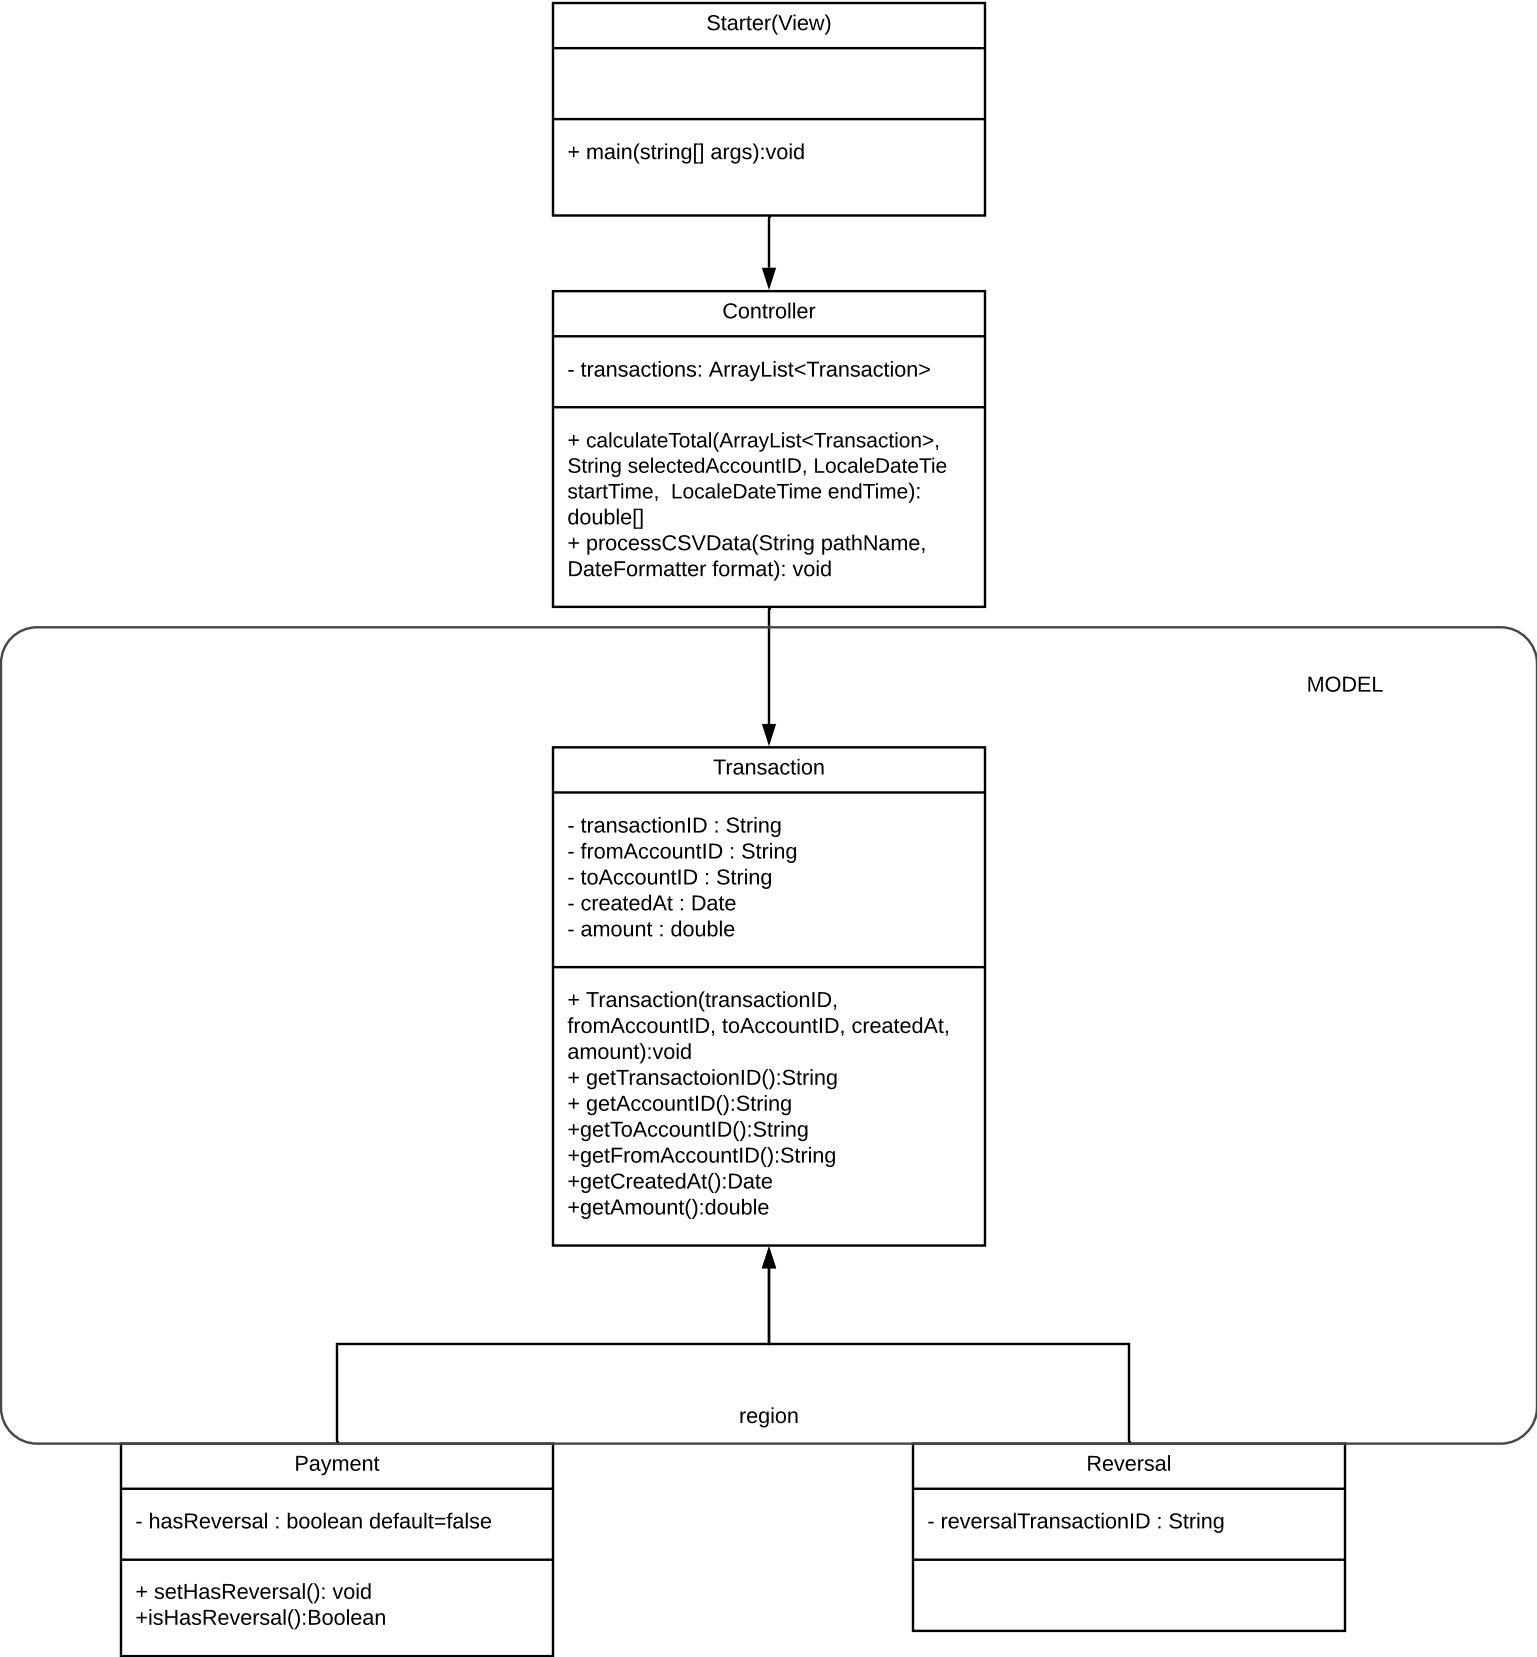 Starter(View)
+ main(string[] args):void
Controller
- transactions: ArrayList<Transaction>
+ calculateTotal(ArrayList<Transaction>,
String selectedAccountID, LocaleDateTie
startTime,  LocaleDateTime endTime):
double[]
+ processCSVData(String pathName,
DateFormatter format): void
MODEL
Transaction
- transactionID : String
- fromAccountID : String
- toAccountID : String
- createdAt : Date
- amount : double
+ Transaction(transactionID,
fromAccountID, toAccountID, createdAt,
amount):void
+ getTransactoionID():String
+ getAccountID():String
+getToAccountID():String
+getFromAccountID():String
+getCreatedAt():Date
+getAmount():double
region
Payment
- hasReversal : boolean default=false
+ setHasReversal(): void
+isHasReversal():Boolean
Reversal
- reversalTransactionID : String